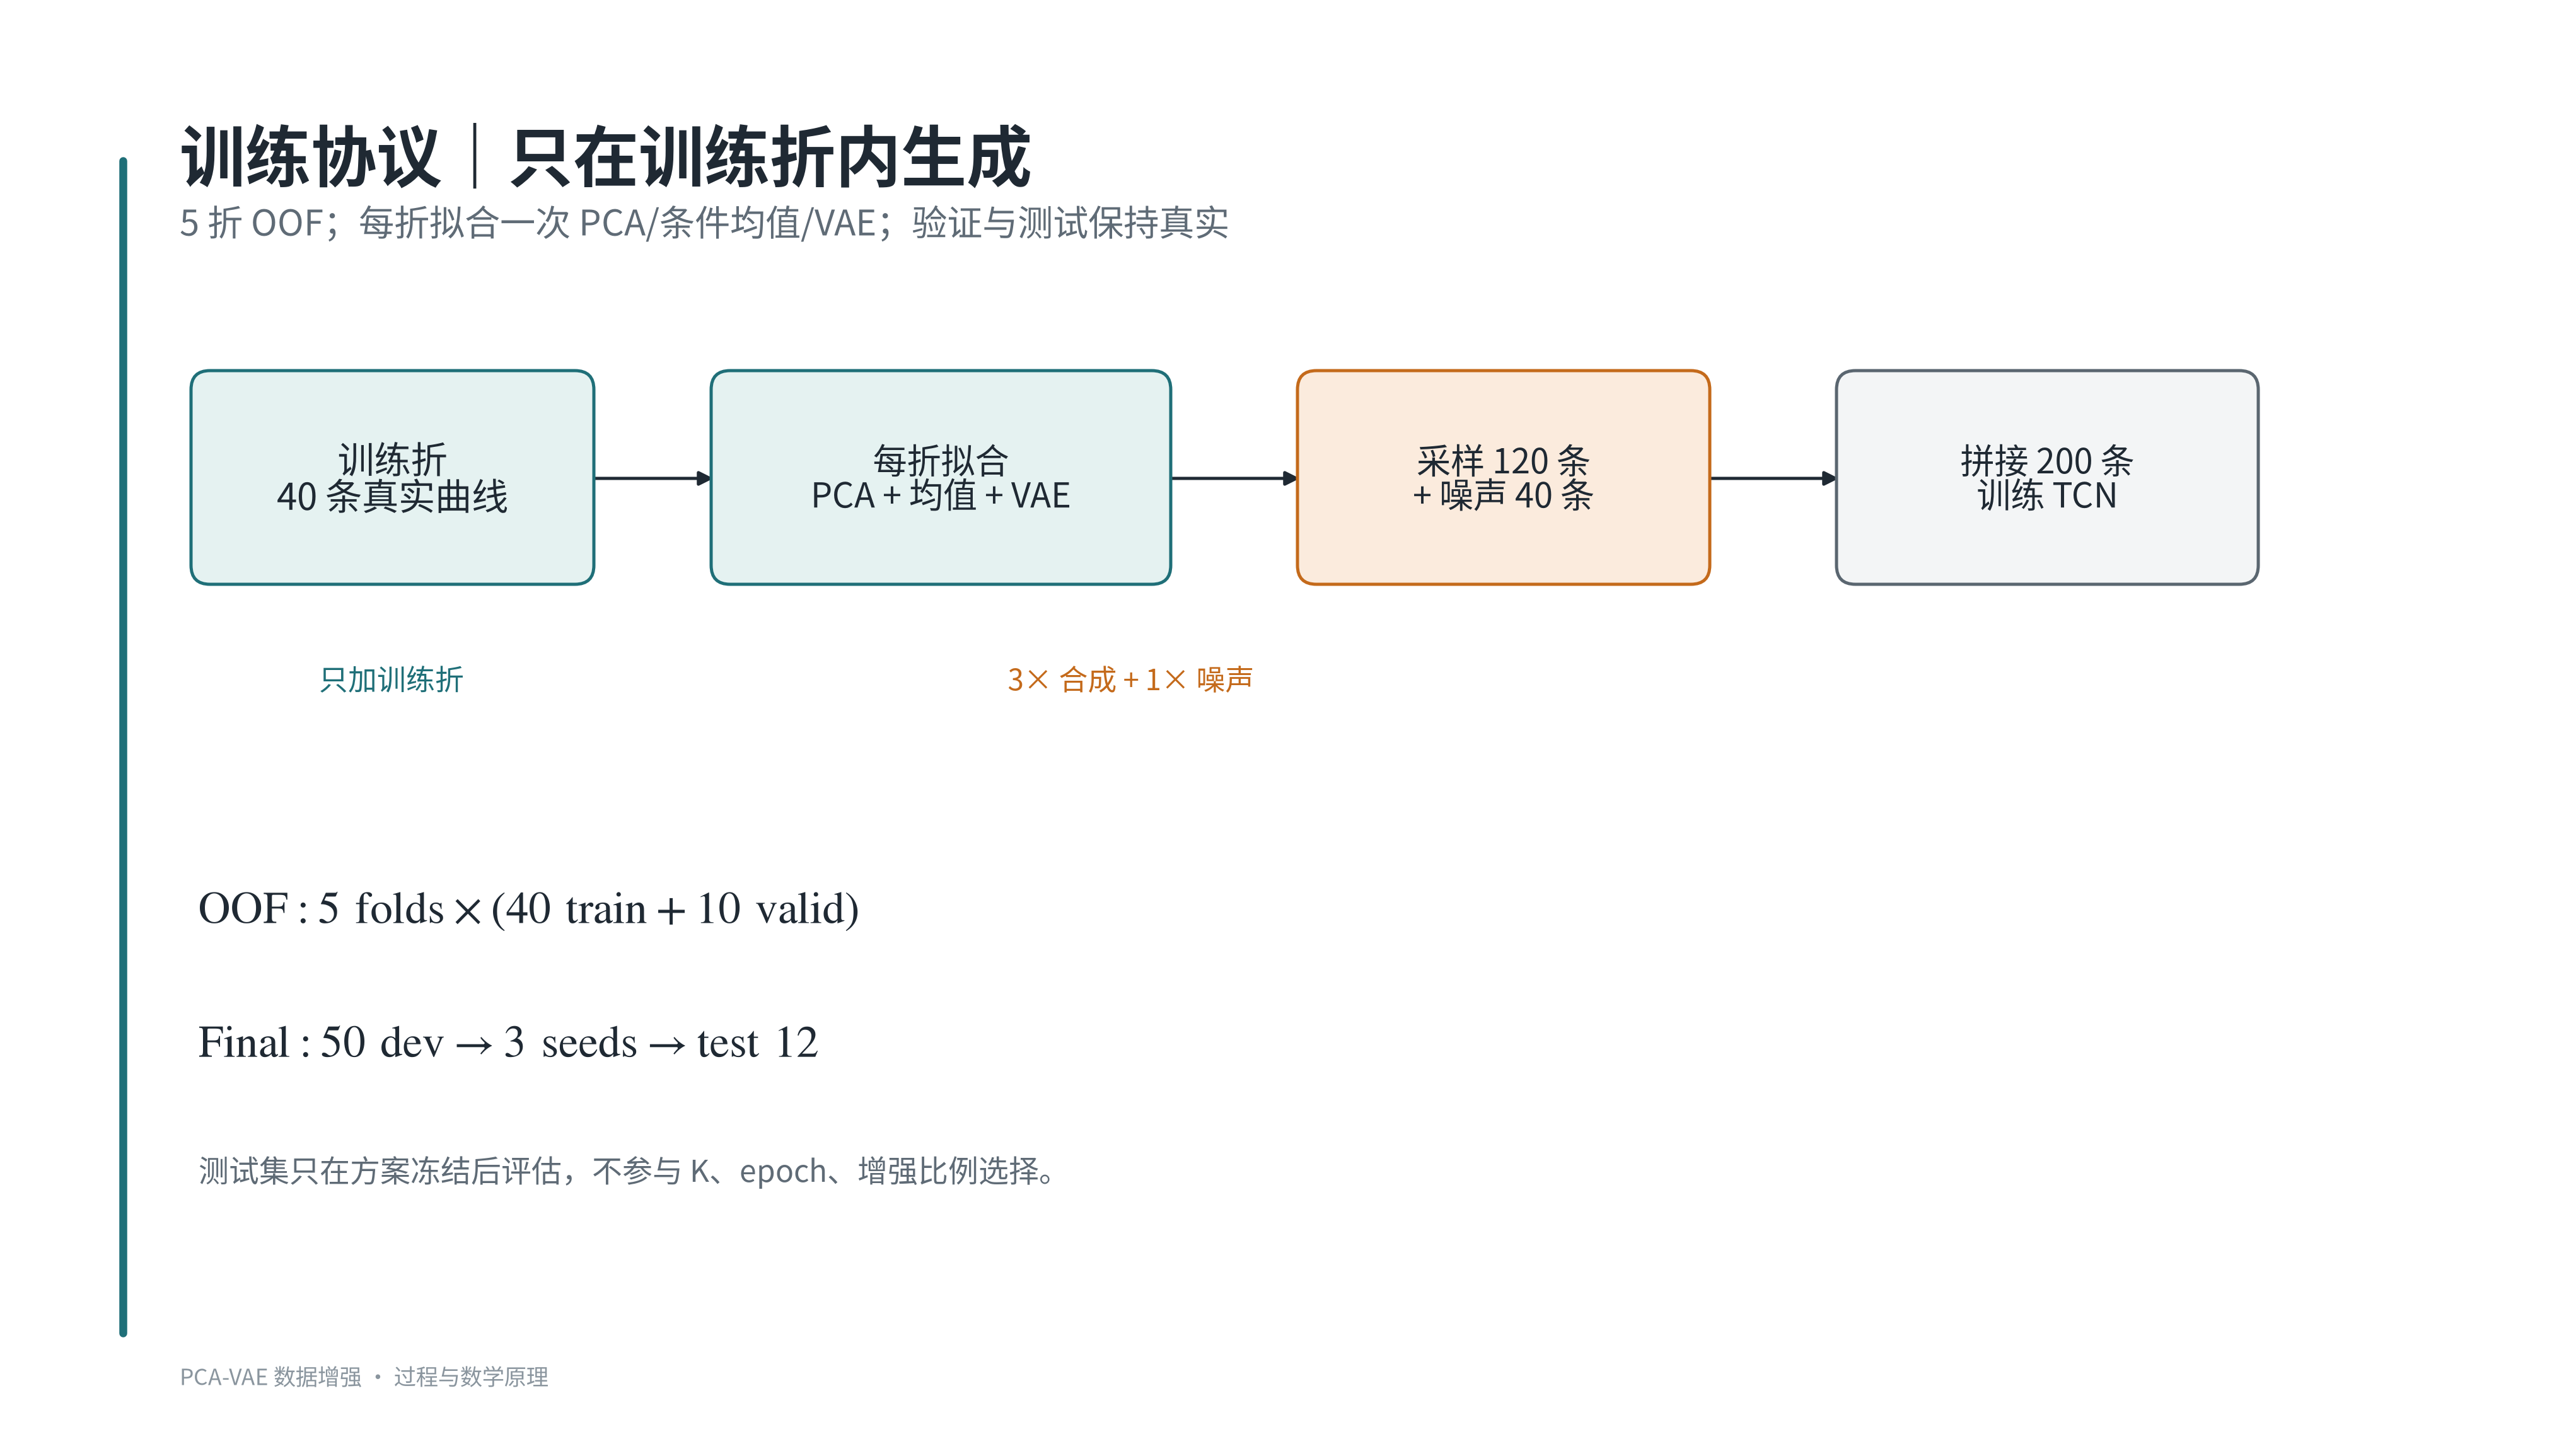 训练协议｜只在训练折内生成
5 折 OOF；每折拟合一次 PCA/条件均值/VAE；验证与测试保持真实
训练折
40 条真实曲线
每折拟合
PCA + 均值 + VAE
采样 120 条
+ 噪声 40 条
拼接 200 条
训练 TCN
只加训练折
3× 合成 + 1× 噪声
OOF : 5 folds × (40 train + 10 valid)
Final : 50 dev → 3 seeds → test 12
测试集只在方案冻结后评估，不参与 K、epoch、增强比例选择。
PCA-VAE 数据增强 · 过程与数学原理